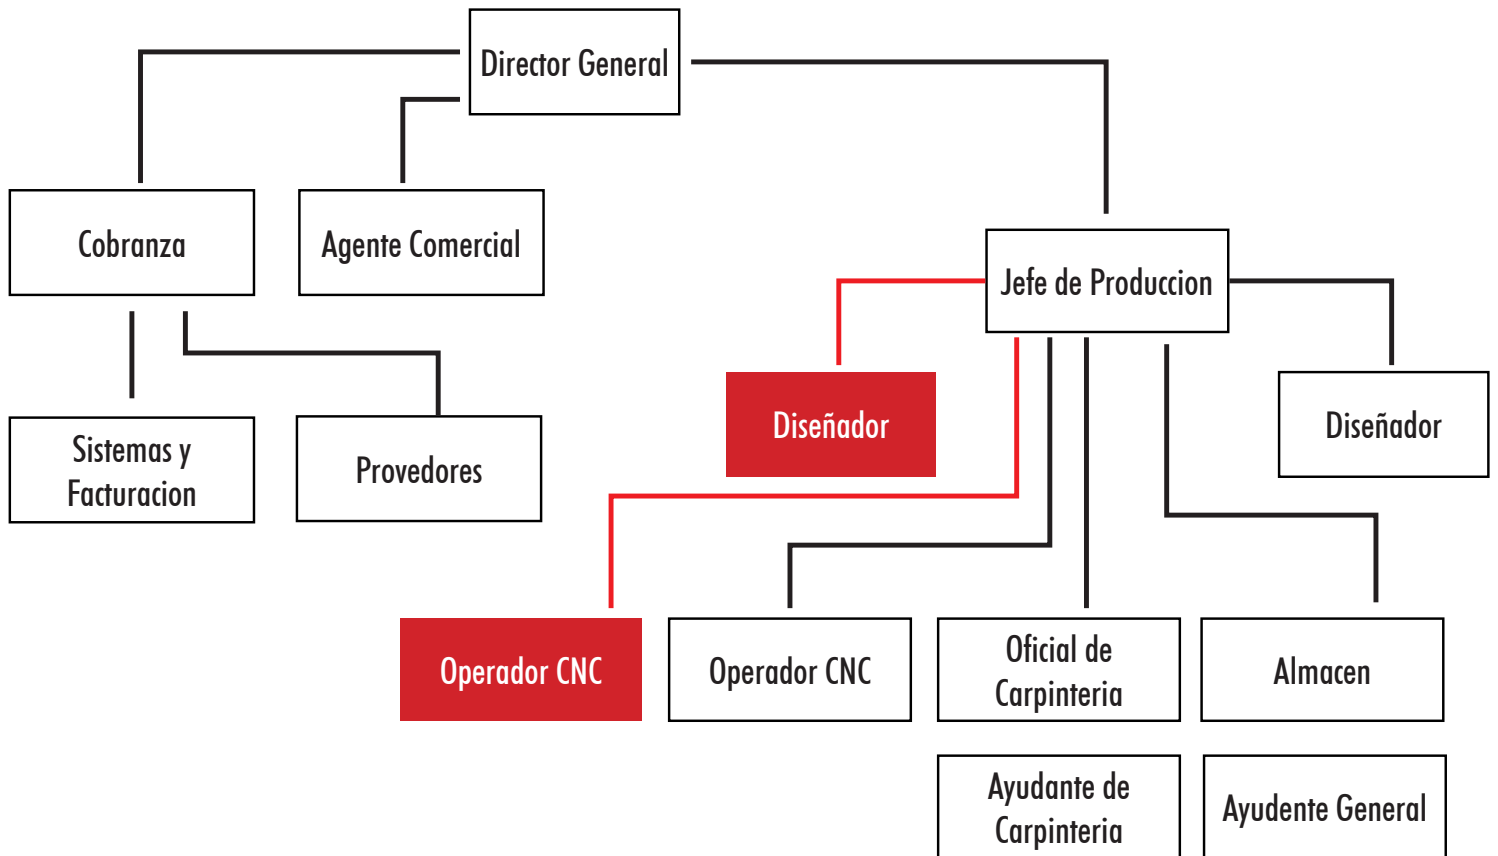 Director General
Cobranza
Agente Comercial
Jefe de Produccion
Diseñador
Diseñador
Sistemas y
Facturacion
Provedores
Operador CNC
Operador CNC
Oficial de
Carpinteria
Almacen
Ayudante de
Carpinteria
Ayudente General